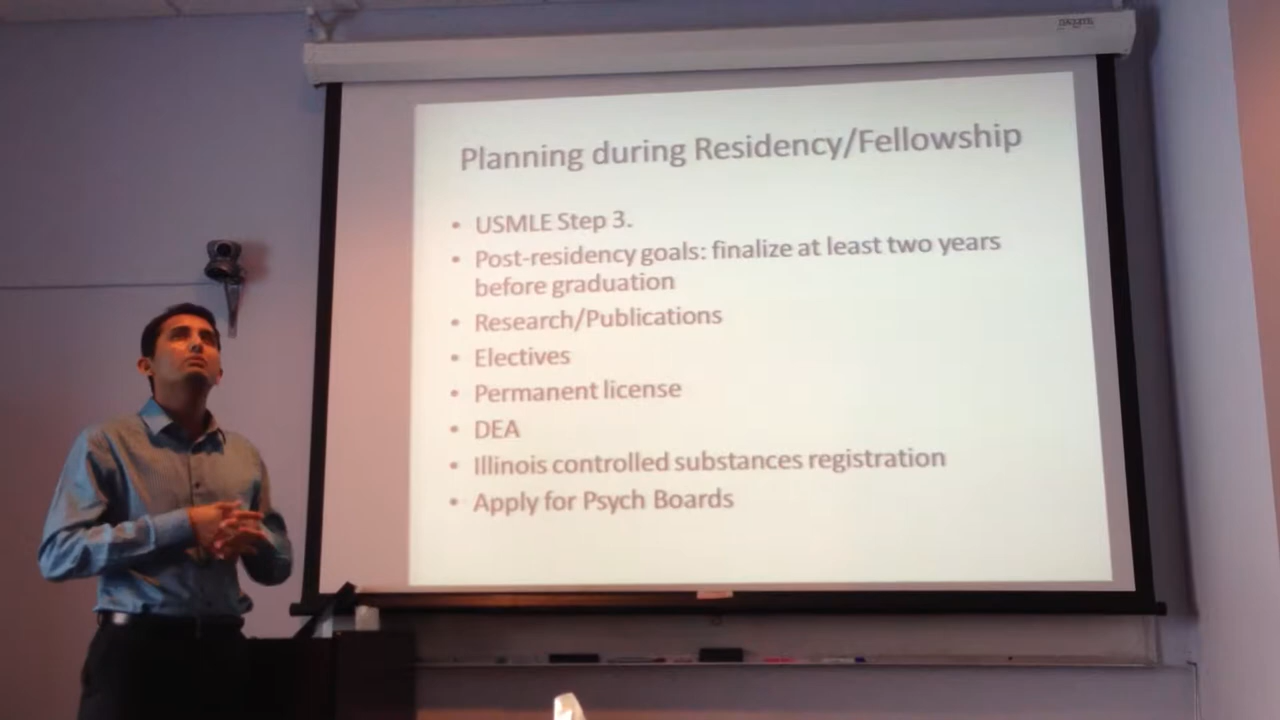 Planning during Residency/Fellowship
• USMLE Step 3.
• Post-residency goals: finalize at least two years
before graduation
• Research/Publications
• Electives
• Permanent license
• DEA
• Illinois controlled substances registration
• Apply for Psych Boards